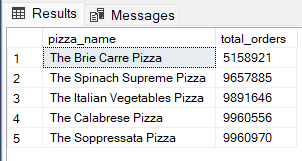 Results Messages
pizza_name total_orders
1 The Brie Carre Pizza 5158921
2 The Spinach Supreme Pizza 9657885
3 The Italian Vegetables Pizza 9891646
4 The Calabrese Pizza 9960556
5 The Soppressata Pizza 9960970